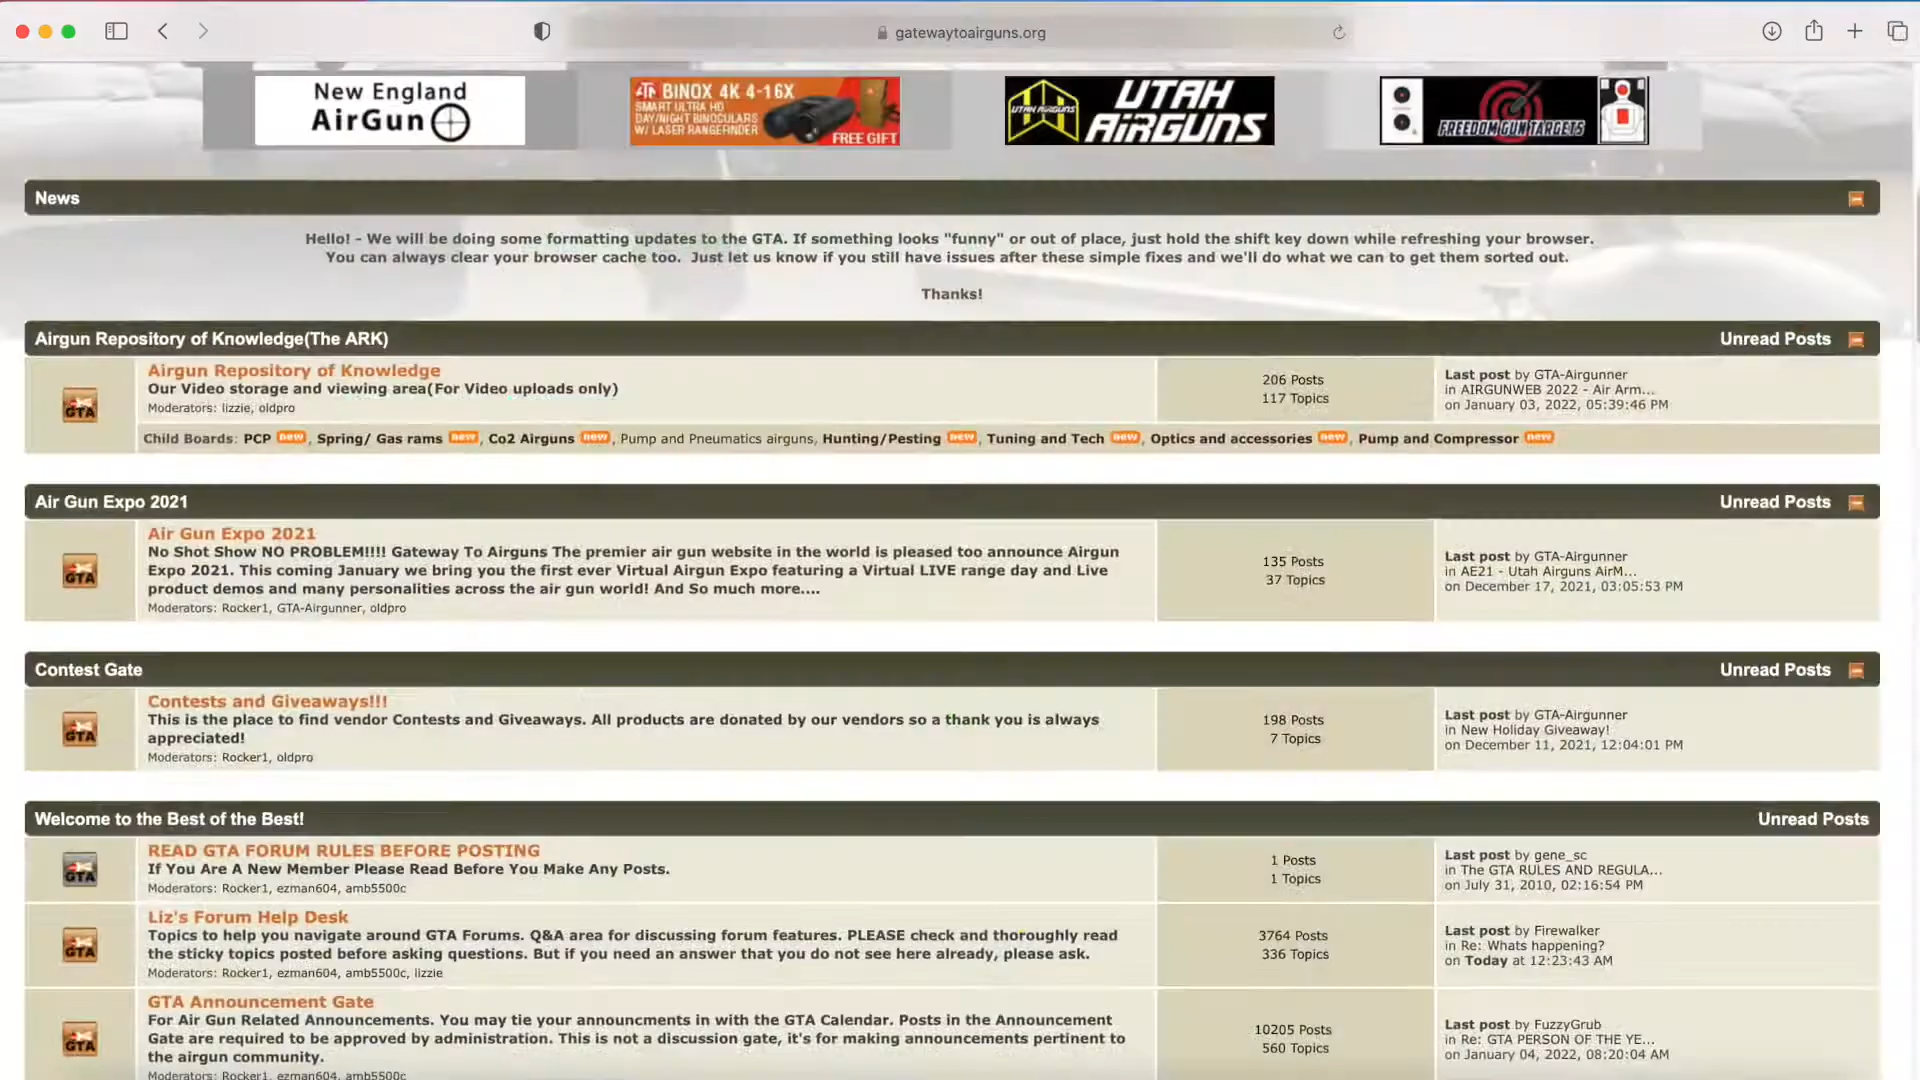 gatewaytoairguns.org
New England
AirGun
ATN BINOX 4K 4-16X
SMART ULTRA HD
DAY/NIGHT BINOCULARS
W/ LASER RANGEFINDER
FREE GIFT
UTAH AIRGUNS
UTAH
AIRGUNS
FREEDOM GUN TARGETS
News
Hello! - We will be doing some formatting updates to the GTA. If something looks "funny" or out of place, just hold the shift key down while refreshing your browser.
You can always clear your browser cache too. Just let us know if you still have issues after these simple fixes and we'll do what we can to get them sorted out.
Thanks!
Airgun Repository of Knowledge(The ARK) Unread Posts
GTA
Airgun Repository of Knowledge
Our Video storage and viewing area(For Video uploads only)
Moderators: lizzie, oldpro
206 Posts
117 Topics
Last post by GTA-Airgunner
in AIRGUNWEB 2022 - Air Arm...
on January 03, 2022, 05:39:46 PM
Child Boards: PCP new, Spring/ Gas rams new, Co2 Airguns new, Pump and Pneumatics airguns, Hunting/Pesting new, Tuning and Tech new, Optics and accessories new, Pump and Compressor new
Air Gun Expo 2021 Unread Posts
GTA
Air Gun Expo 2021
No Shot Show NO PROBLEM!!!! Gateway To Airguns The premier air gun website in the world is pleased too announce Airgun
Expo 2021. This coming January we bring you the first ever Virtual Airgun Expo featuring a Virtual LIVE range day and Live
product demos and many personalities across the air gun world! And So much more....
Moderators: Rocker1, GTA-Airgunner, oldpro
135 Posts
37 Topics
Last post by GTA-Airgunner
in AE21 - Utah Airguns AirM...
on December 17, 2021, 03:05:53 PM
Contest Gate Unread Posts
GTA
Contests and Giveaways!!!
This is the place to find vendor Contests and Giveaways. All products are donated by our vendors so a thank you is always
appreciated!
Moderators: Rocker1, oldpro
198 Posts
7 Topics
Last post by GTA-Airgunner
in New Holiday Giveaway!
on December 11, 2021, 12:04:01 PM
Welcome to the Best of the Best! Unread Posts
GTA
READ GTA FORUM RULES BEFORE POSTING
If You Are A New Member Please Read Before You Make Any Posts.
Moderators: Rocker1, ezman604, amb5500c
1 Posts
1 Topics
Last post by gene_sc
in The GTA RULES AND REGULA...
on July 31, 2010, 02:16:54 PM
GTA
Liz's Forum Help Desk
Topics to help you navigate around GTA Forums. Q&A area for discussing forum features. PLEASE check and thoroughly read
the sticky topics posted before asking questions. But if you need an answer that you do not see here already, please ask.
Moderators: Rocker1, ezman604, amb5500c, lizzie
3764 Posts
336 Topics
Last post by Firewalker
in Re: Whats happening?
on Today at 12:23:43 AM
GTA
GTA Announcement Gate
For Air Gun Related Announcements. You may tie your announcments in with the GTA Calendar. Posts in the Announcement
Gate are required to be approved by administration. This is not a discussion gate, it's for making announcements pertinent to
the airgun community.
Moderators: Rocker1, ezman604, amb5500c
10205 Posts
560 Topics
Last post by FuzzyGrub
in Re: GTA PERSON OF THE YE...
on January 04, 2022, 08:20:04 AM